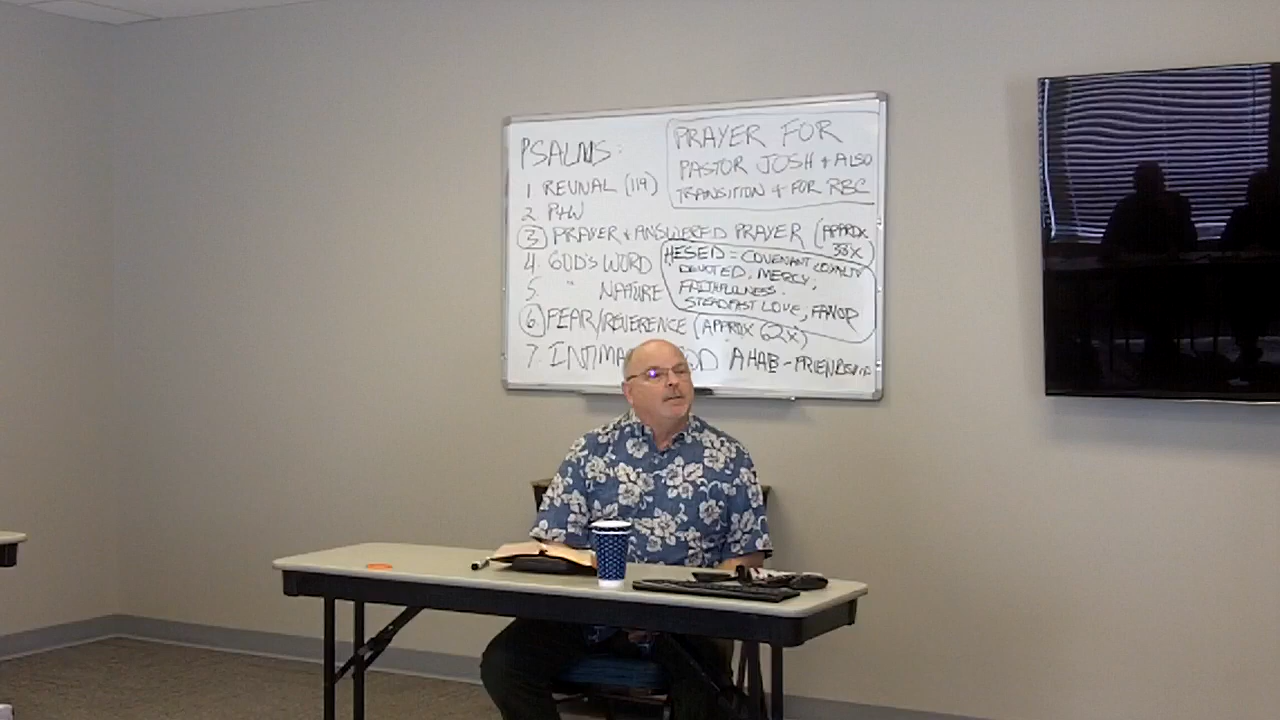 PSALMS:
1 REVIVAL (119)
2. P+W
3. PRAYER + ANSWERED PRAYER (APPROX 33X)
4. GOD'S WORD
5. " NATURE
6. FEAR/REVERENCE (APPROX 62X)
7. INTIMA OD AHAB - FRIENDSHIP
PRAYER FOR
PASTOR JOSH + ALSO
TRANSITION + FOR RBC
HESED = COVENANT LOYALTY
DEVOTED, MERCY,
FAITHFULNESS.
STEADFAST LOVE, FAVOR